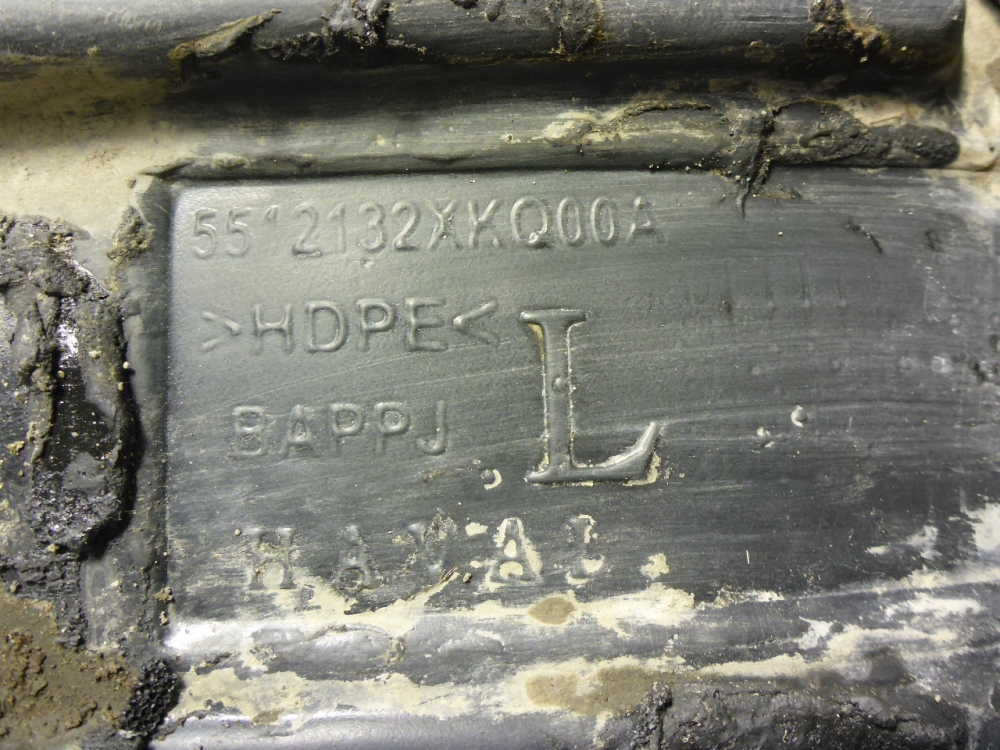 5512132XKQ00A
>HDPE<
L
BAPPJ
HAVAL